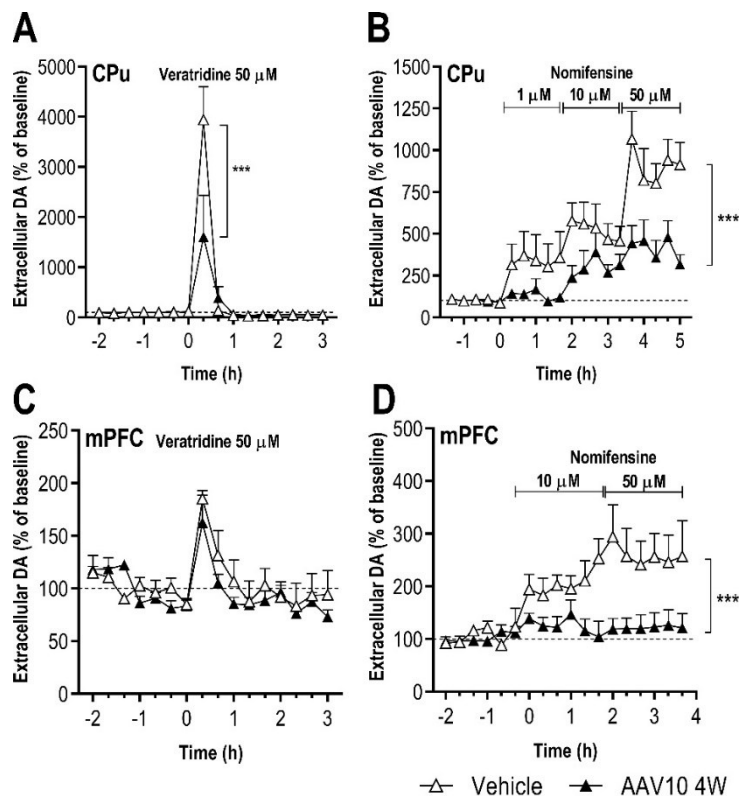 A
CPu
Veratridine 50 μM
Extracellular DA (% of baseline)
5000
4000
3000
2000
1000
0
***
-2 -1 0 1 2 3
Time (h)
B
CPu
Nomifensine
1 μM 10 μM 50 μM
Extracellular DA (% of baseline)
1500
1250
1000
750
500
250
0
***
-1 0 1 2 3 4 5
Time (h)
C
mPFC
Veratridine 50 μM
Extracellular DA (% of baseline)
250
200
150
100
50
0
-2 -1 0 1 2 3
Time (h)
D
mPFC
Nomifensine
10 μM 50 μM
Extracellular DA (% of baseline)
500
400
300
200
100
0
***
-2 -1 0 1 2 3 4
Time (h)
Vehicle AAV10 4W